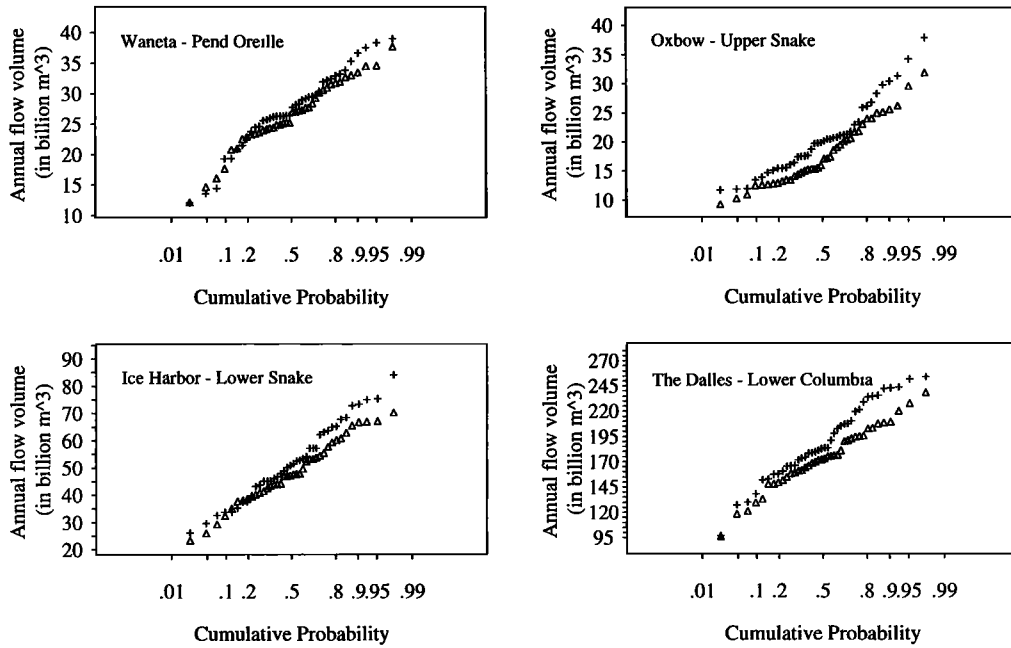 Waneta - Pend Oreille
Annual flow volume
(in billion m^3)
40
35
30
25
20
15
10
.01 .1 .2 .5 .8 .9.95 .99
Cumulative Probability
Oxbow - Upper Snake
Annual flow volume
(in billion m^3)
40
35
30
25
20
15
10
.01 .1 .2 .5 .8 .9.95 .99
Cumulative Probability
Ice Harbor - Lower Snake
Annual flow volume
(in billion m^3)
90
80
70
60
50
40
30
20
.01 .1 .2 .5 .8 .9.95 .99
Cumulative Probability
The Dalles - Lower Columbia
Annual flow volume
(in billion m^3)
270
245
220
195
170
145
120
95
.01 .1 .2 .5 .8 .9.95 .99
Cumulative Probability